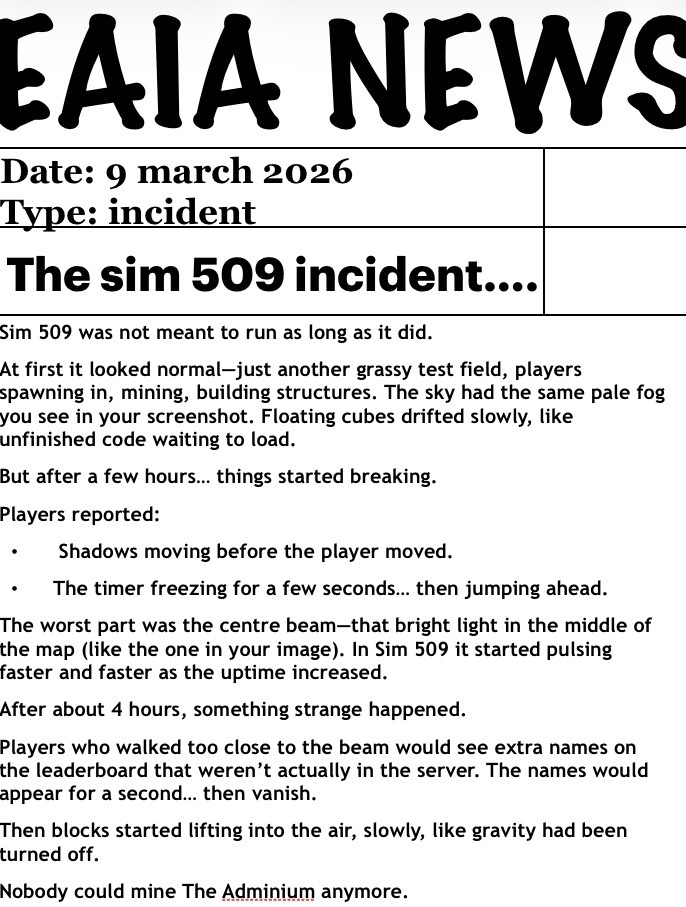 EAIA NEWS
Date: 9 march 2026
Type: incident
The sim 509 incident....
Sim 509 was not meant to run as long as it did.
At first it looked normal—just another grassy test field, players
spawning in, mining, building structures. The sky had the same pale fog
you see in your screenshot. Floating cubes drifted slowly, like
unfinished code waiting to load.
But after a few hours… things started breaking.
Players reported:
• Shadows moving before the player moved.
• The timer freezing for a few seconds… then jumping ahead.
The worst part was the centre beam—that bright light in the middle of
the map (like the one in your image). In Sim 509 it started pulsing
faster and faster as the uptime increased.
After about 4 hours, something strange happened.
Players who walked too close to the beam would see extra names on
the leaderboard that weren’t actually in the server. The names would
appear for a second… then vanish.
Then blocks started lifting into the air, slowly, like gravity had been
turned off.
Nobody could mine The Adminium anymore.